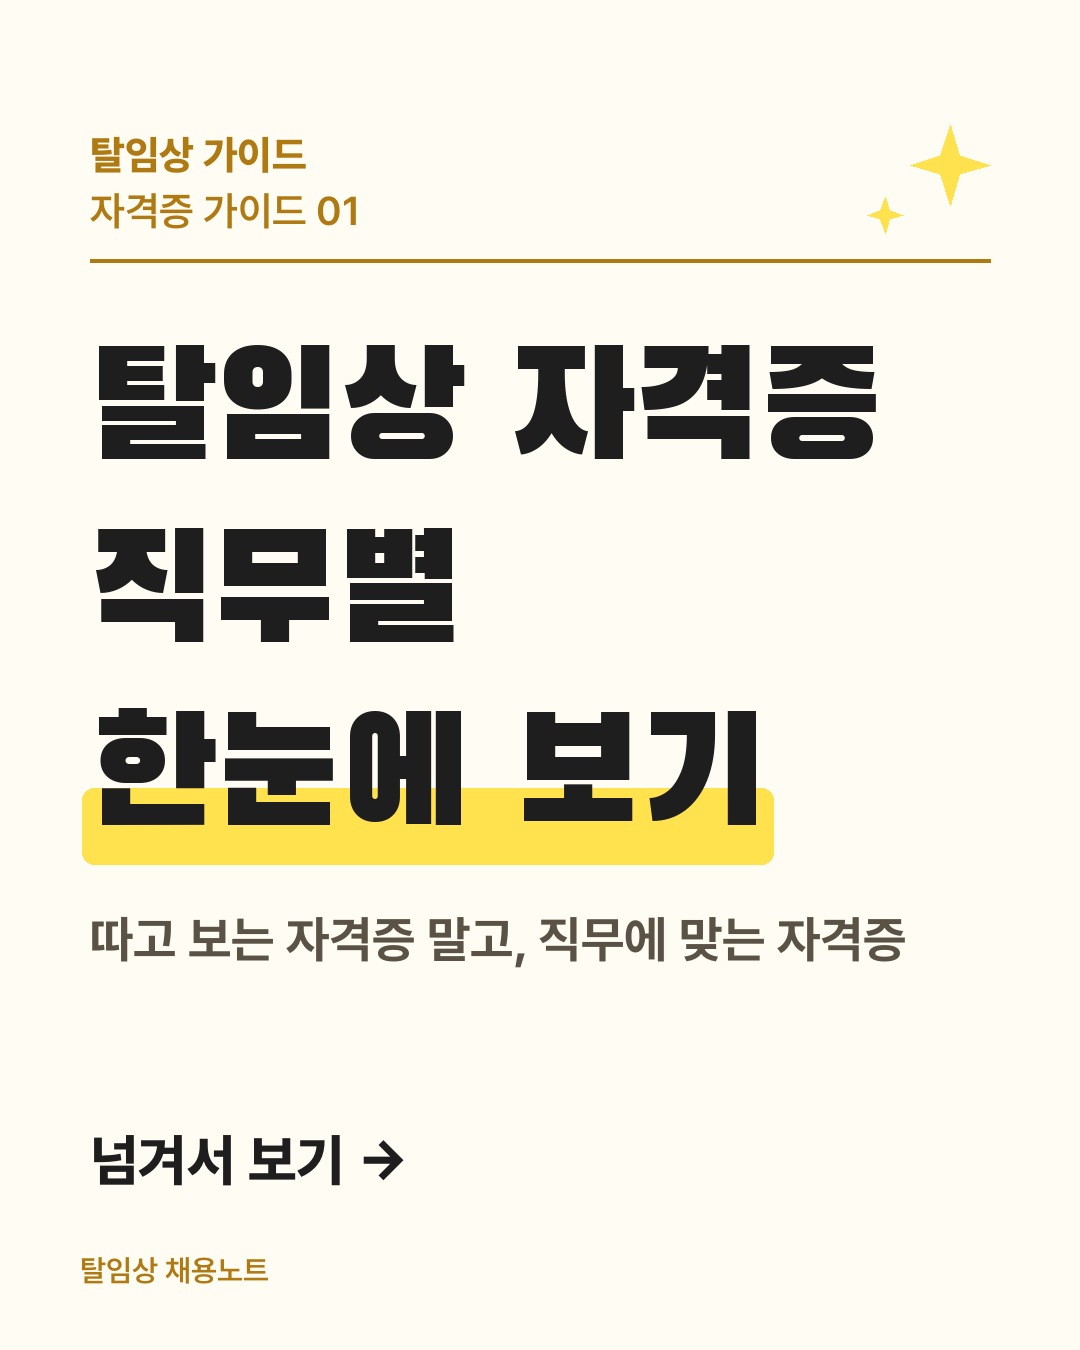 탈임상 가이드
자격증 가이드 01
탈임상 자격증
직무별
한눈에 보기
따고 보는 자격증 말고, 직무에 맞는 자격증
넘겨서 보기 →
탈임상 채용노트